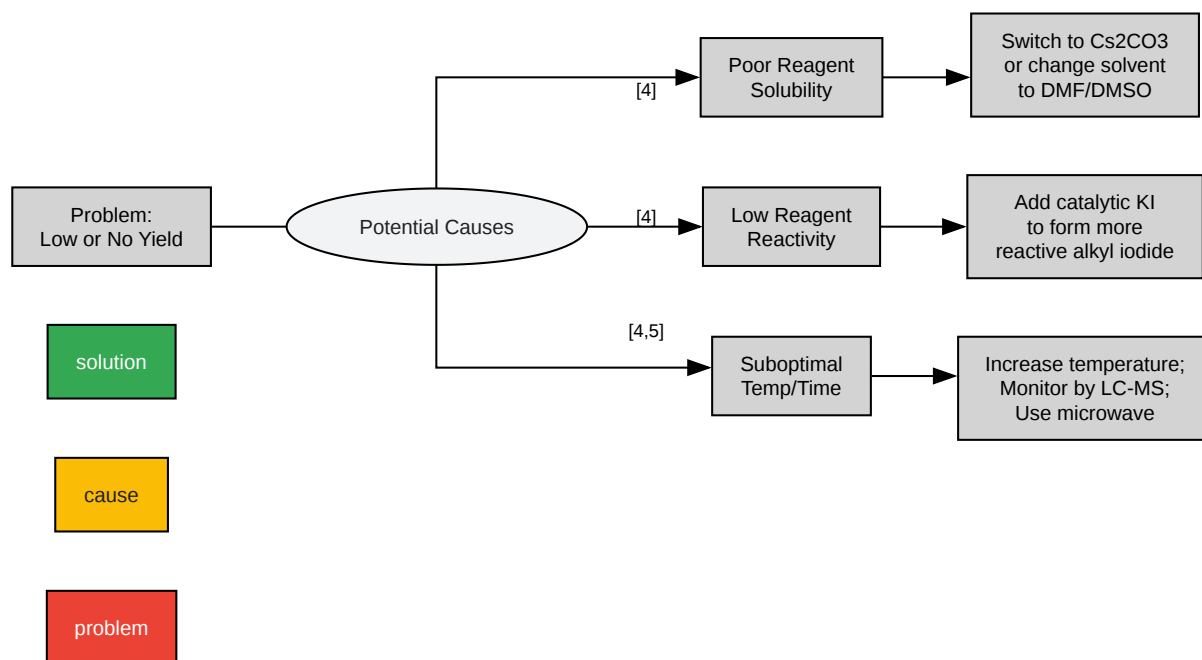 Problem:
Low or No Yield
Potential Causes
[4]
Poor Reagent
Solubility
Switch to Cs2CO3
or change solvent
to DMF/DMSO
[4]
Low Reagent
Reactivity
Add catalytic KI
to form more
reactive alkyl iodide
[4,5]
Suboptimal
Temp/Time
Increase temperature;
Monitor by LC-MS;
Use microwave
solution
cause
problem